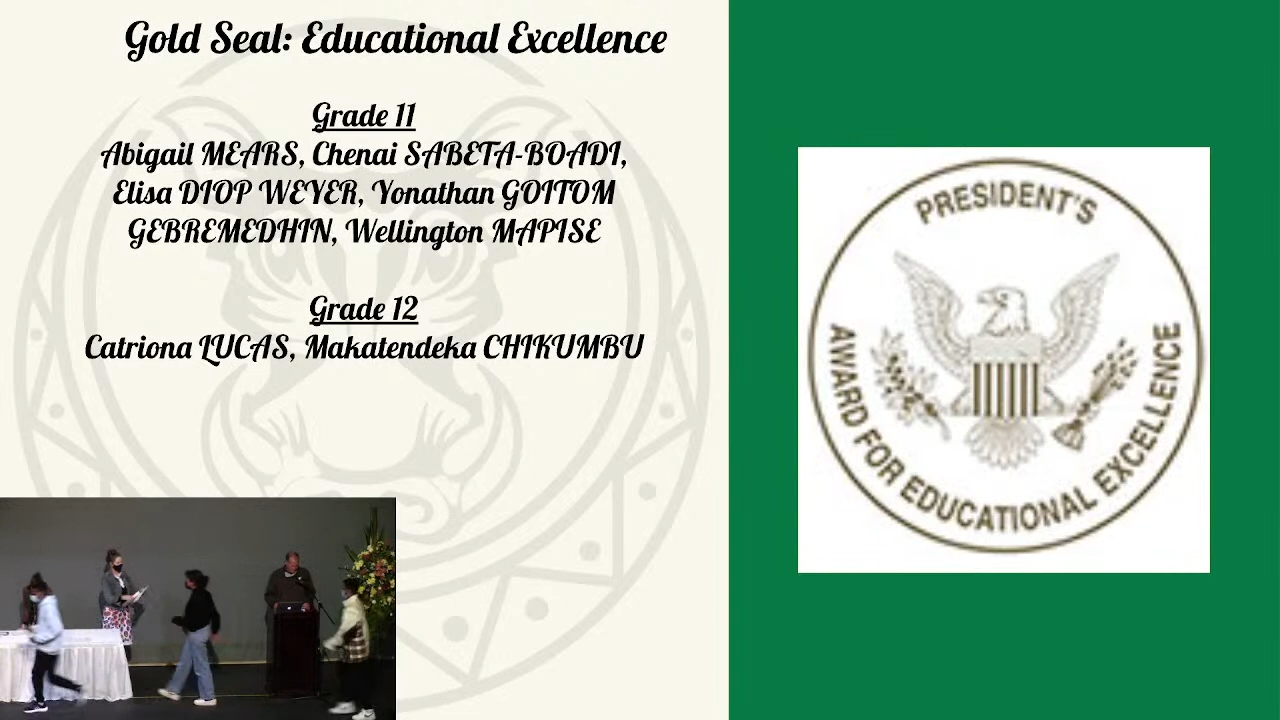 Gold Seal: Educational Excellence
Grade 11
Abigail MEARS, Chenai SABETA-BOADI,
Elisa DIOP WEYER, Yonathan GOITOM
GEBREMEDHIN, Wellington MAPISE
Grade 12
Catriona LUCAS, Makatendeka CHIKUMBU
PRESIDENT'S
AWARD FOR EDUCATIONAL EXCELLENCE